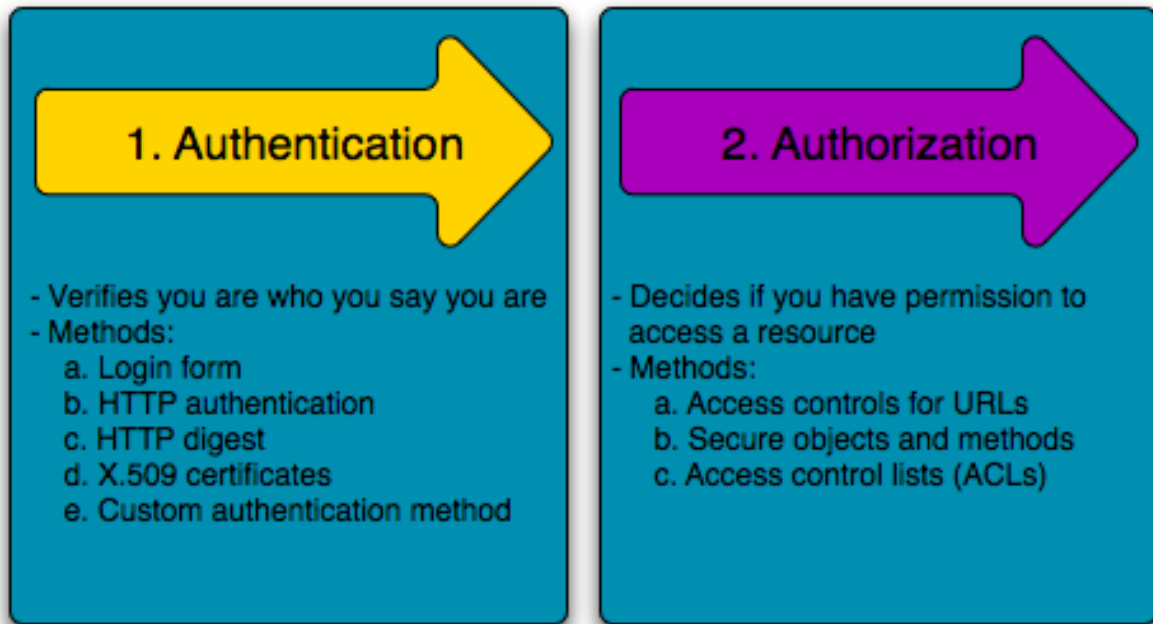 1. Authentication
- Verifies you are who you say you are
- Methods:
a. Login form
b. HTTP authentication
c. HTTP digest
d. X.509 certificates
e. Custom authentication method
2. Authorization
- Decides if you have permission to
access a resource
- Methods:
a. Access controls for URLs
b. Secure objects and methods
c. Access control lists (ACLs)